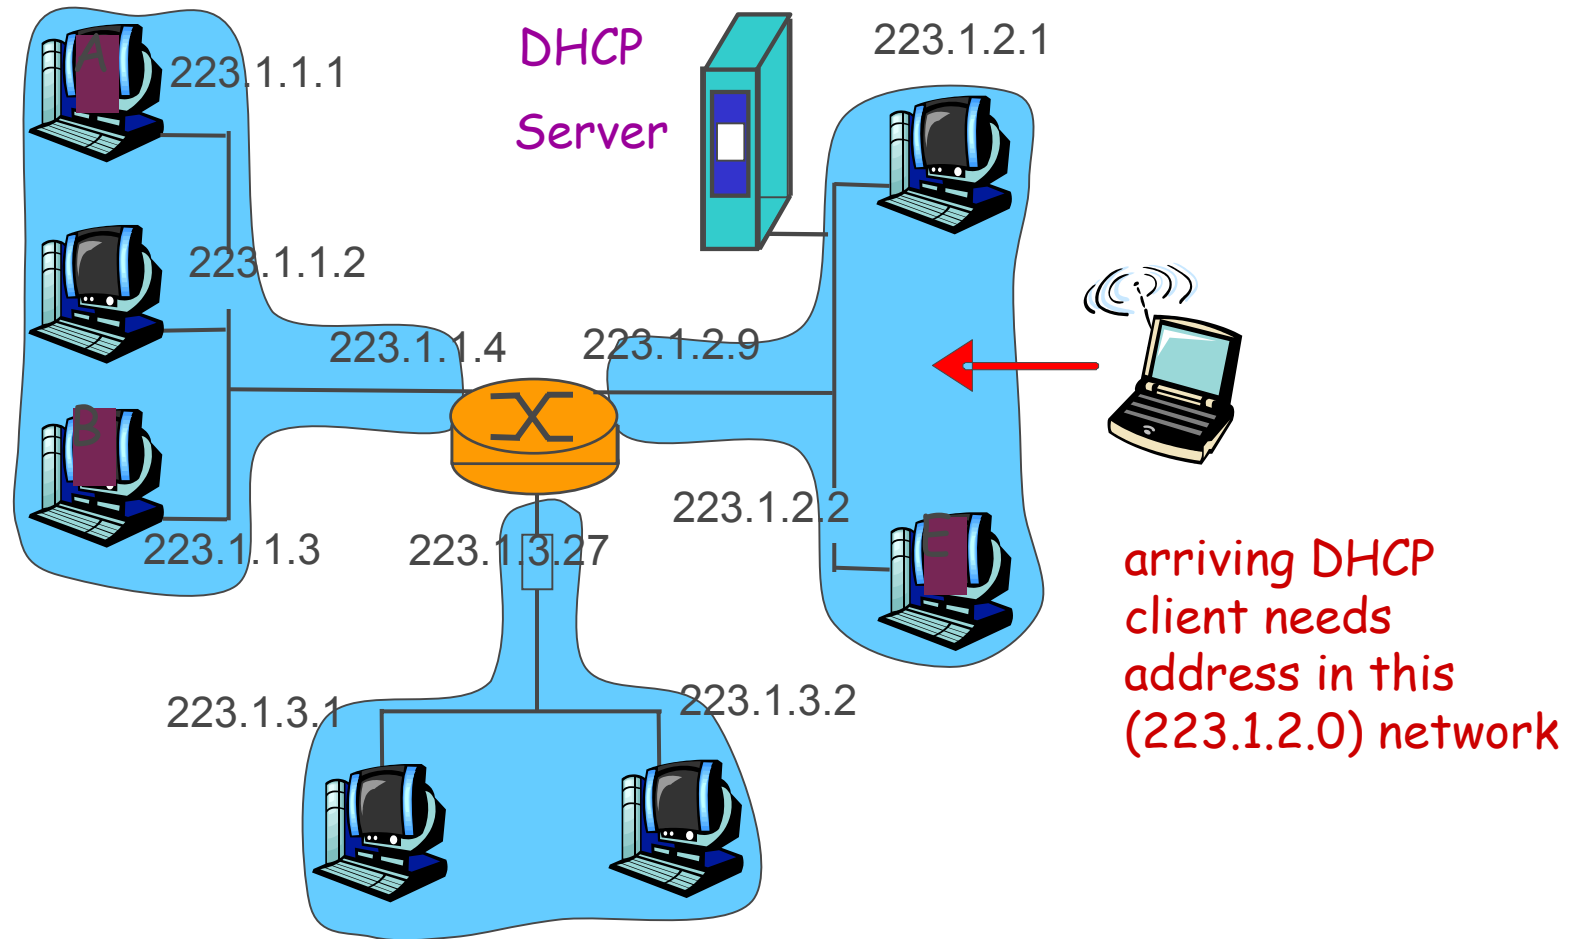 A
223.1.1.1
223.1.1.2
223.1.1.4
B
223.1.1.3
DHCP
Server
223.1.2.1
223.1.2.9
223.1.2.2
E
223.1.3.27
223.1.3.1
223.1.3.2
arriving DHCP
client needs
address in this
(223.1.2.0) network